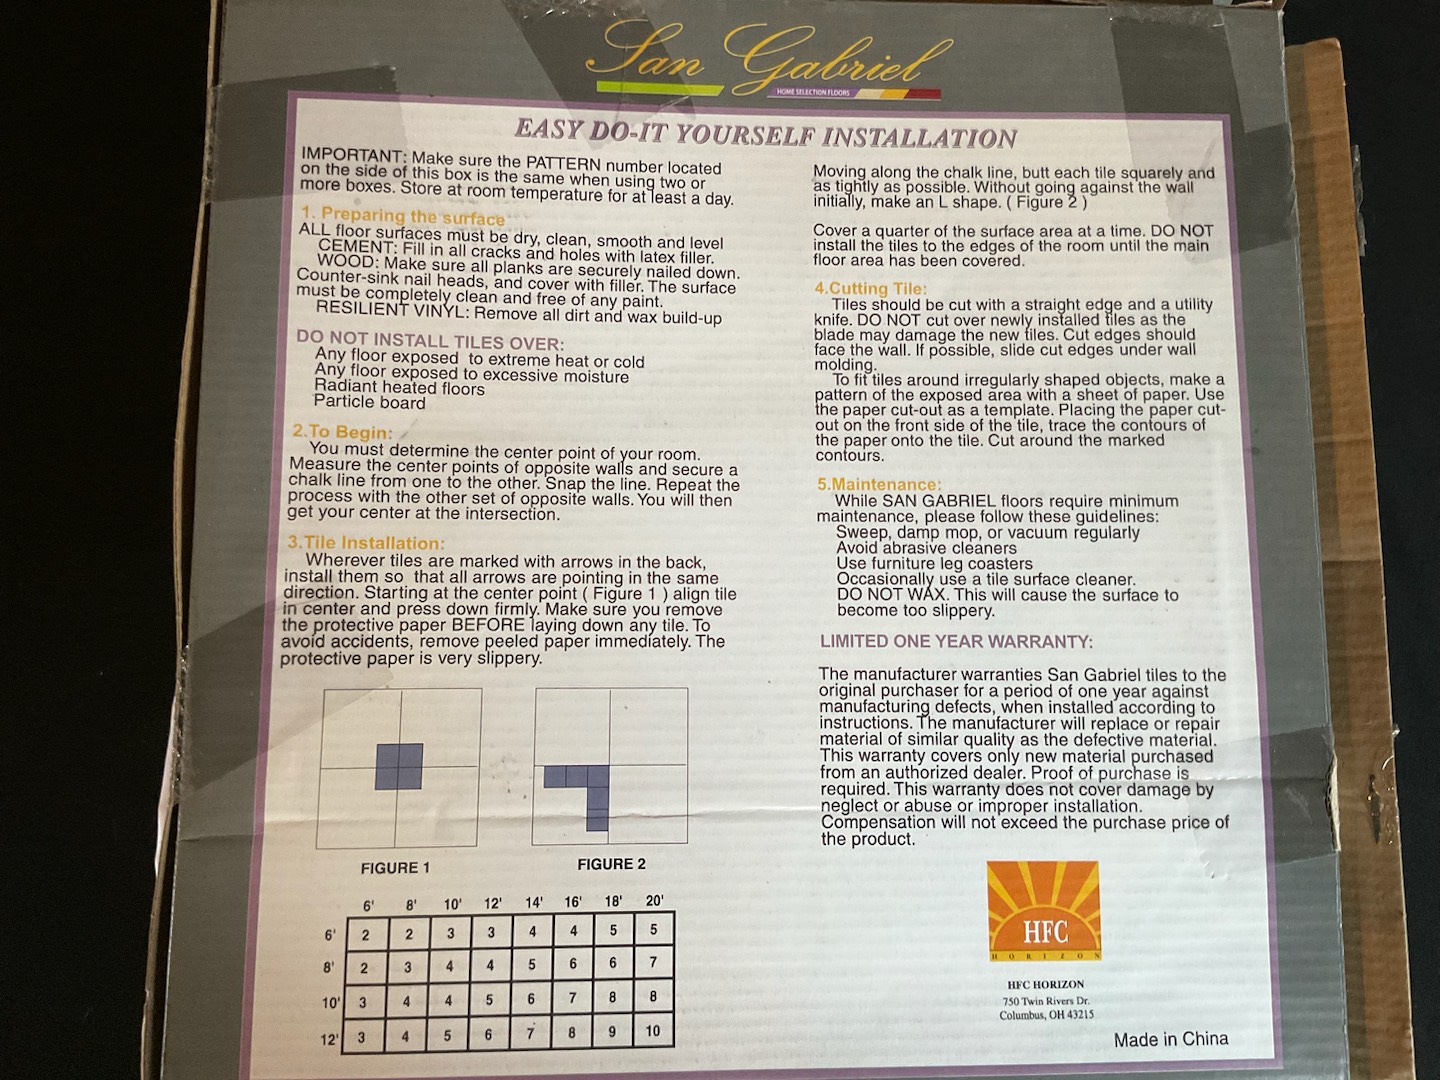 San Gabriel
HOME SELECTION FLOORS
EASY DO-IT YOURSELF INSTALLATION
IMPORTANT: Make sure the PATTERN number located
on the side of this box is the same when using two or
more boxes. Store at room temperature for at least a day.
1. Preparing the surface
ALL floor surfaces must be dry, clean, smooth and level
CEMENT: Fill in all cracks and holes with latex filler.
WOOD: Make sure all planks are securely nailed down.
Counter-sink nail heads, and cover with filler. The surface
must be completely clean and free of any paint.
RESILIENT VINYL: Remove all dirt and wax build-up
DO NOT INSTALL TILES OVER:
Any floor exposed to extreme heat or cold
Any floor exposed to excessive moisture
Radiant heated floors
Particle board
2.To Begin:
You must determine the center point of your room.
Measure the center points of opposite walls and secure a
chalk line from one to the other. Snap the line. Repeat the
process with the other set of opposite walls. You will then
get your center at the intersection.
3.Tile Installation:
Wherever tiles are marked with arrows in the back,
install them so that all arrows are pointing in the same
direction. Starting at the center point ( Figure 1 ) align tile
in center and press down firmly. Make sure you remove
the protective paper BEFORE laying down any tile. To
avoid accidents, remove peeled paper immediately. The
protective paper is very slippery.
FIGURE 1
FIGURE 2
6' 8' 10' 12' 14' 16' 18' 20'
6' 2 2 3 3 4 4 5 5
8' 2 3 4 4 5 6 6 7
10' 3 4 4 5 6 7 8 8
12' 3 4 5 6 7 8 9 10
Moving along the chalk line, butt each tile squarely and
as tightly as possible. Without going against the wall
initially, make an L shape. ( Figure 2 )
Cover a quarter of the surface area at a time. DO NOT
install the tiles to the edges of the room until the main
floor area has been covered.
4.Cutting Tile:
Tiles should be cut with a straight edge and a utility
knife. DO NOT cut over newly installed tiles as the
blade may damage the new tiles. Cut edges should
face the wall. If possible, slide cut edges under wall
molding.
To fit tiles around irregularly shaped objects, make a
pattern of the exposed area with a sheet of paper. Use
the paper cut-out as a template. Placing the paper cut-
out on the front side of the tile, trace the contours of
the paper onto the tile. Cut around the marked
contours.
5.Maintenance:
While SAN GABRIEL floors require minimum
maintenance, please follow these guidelines:
Sweep, damp mop, or vacuum regularly
Avoid abrasive cleaners
Use furniture leg coasters
Occasionally use a tile surface cleaner.
DO NOT WAX. This will cause the surface to
become too slippery.
LIMITED ONE YEAR WARRANTY:
The manufacturer warranties San Gabriel tiles to the
original purchaser for a period of one year against
manufacturing defects, when installed according to
instructions. The manufacturer will replace or repair
material of similar quality as the defective material.
This warranty covers only new material purchased
from an authorized dealer. Proof of purchase is
required. This warranty does not cover damage by
neglect or abuse or improper installation.
Compensation will not exceed the purchase price of
the product.
HFC
HORIZON
HFC HORIZON
750 Twin Rivers Dr.
Columbus, OH 43215
Made in China